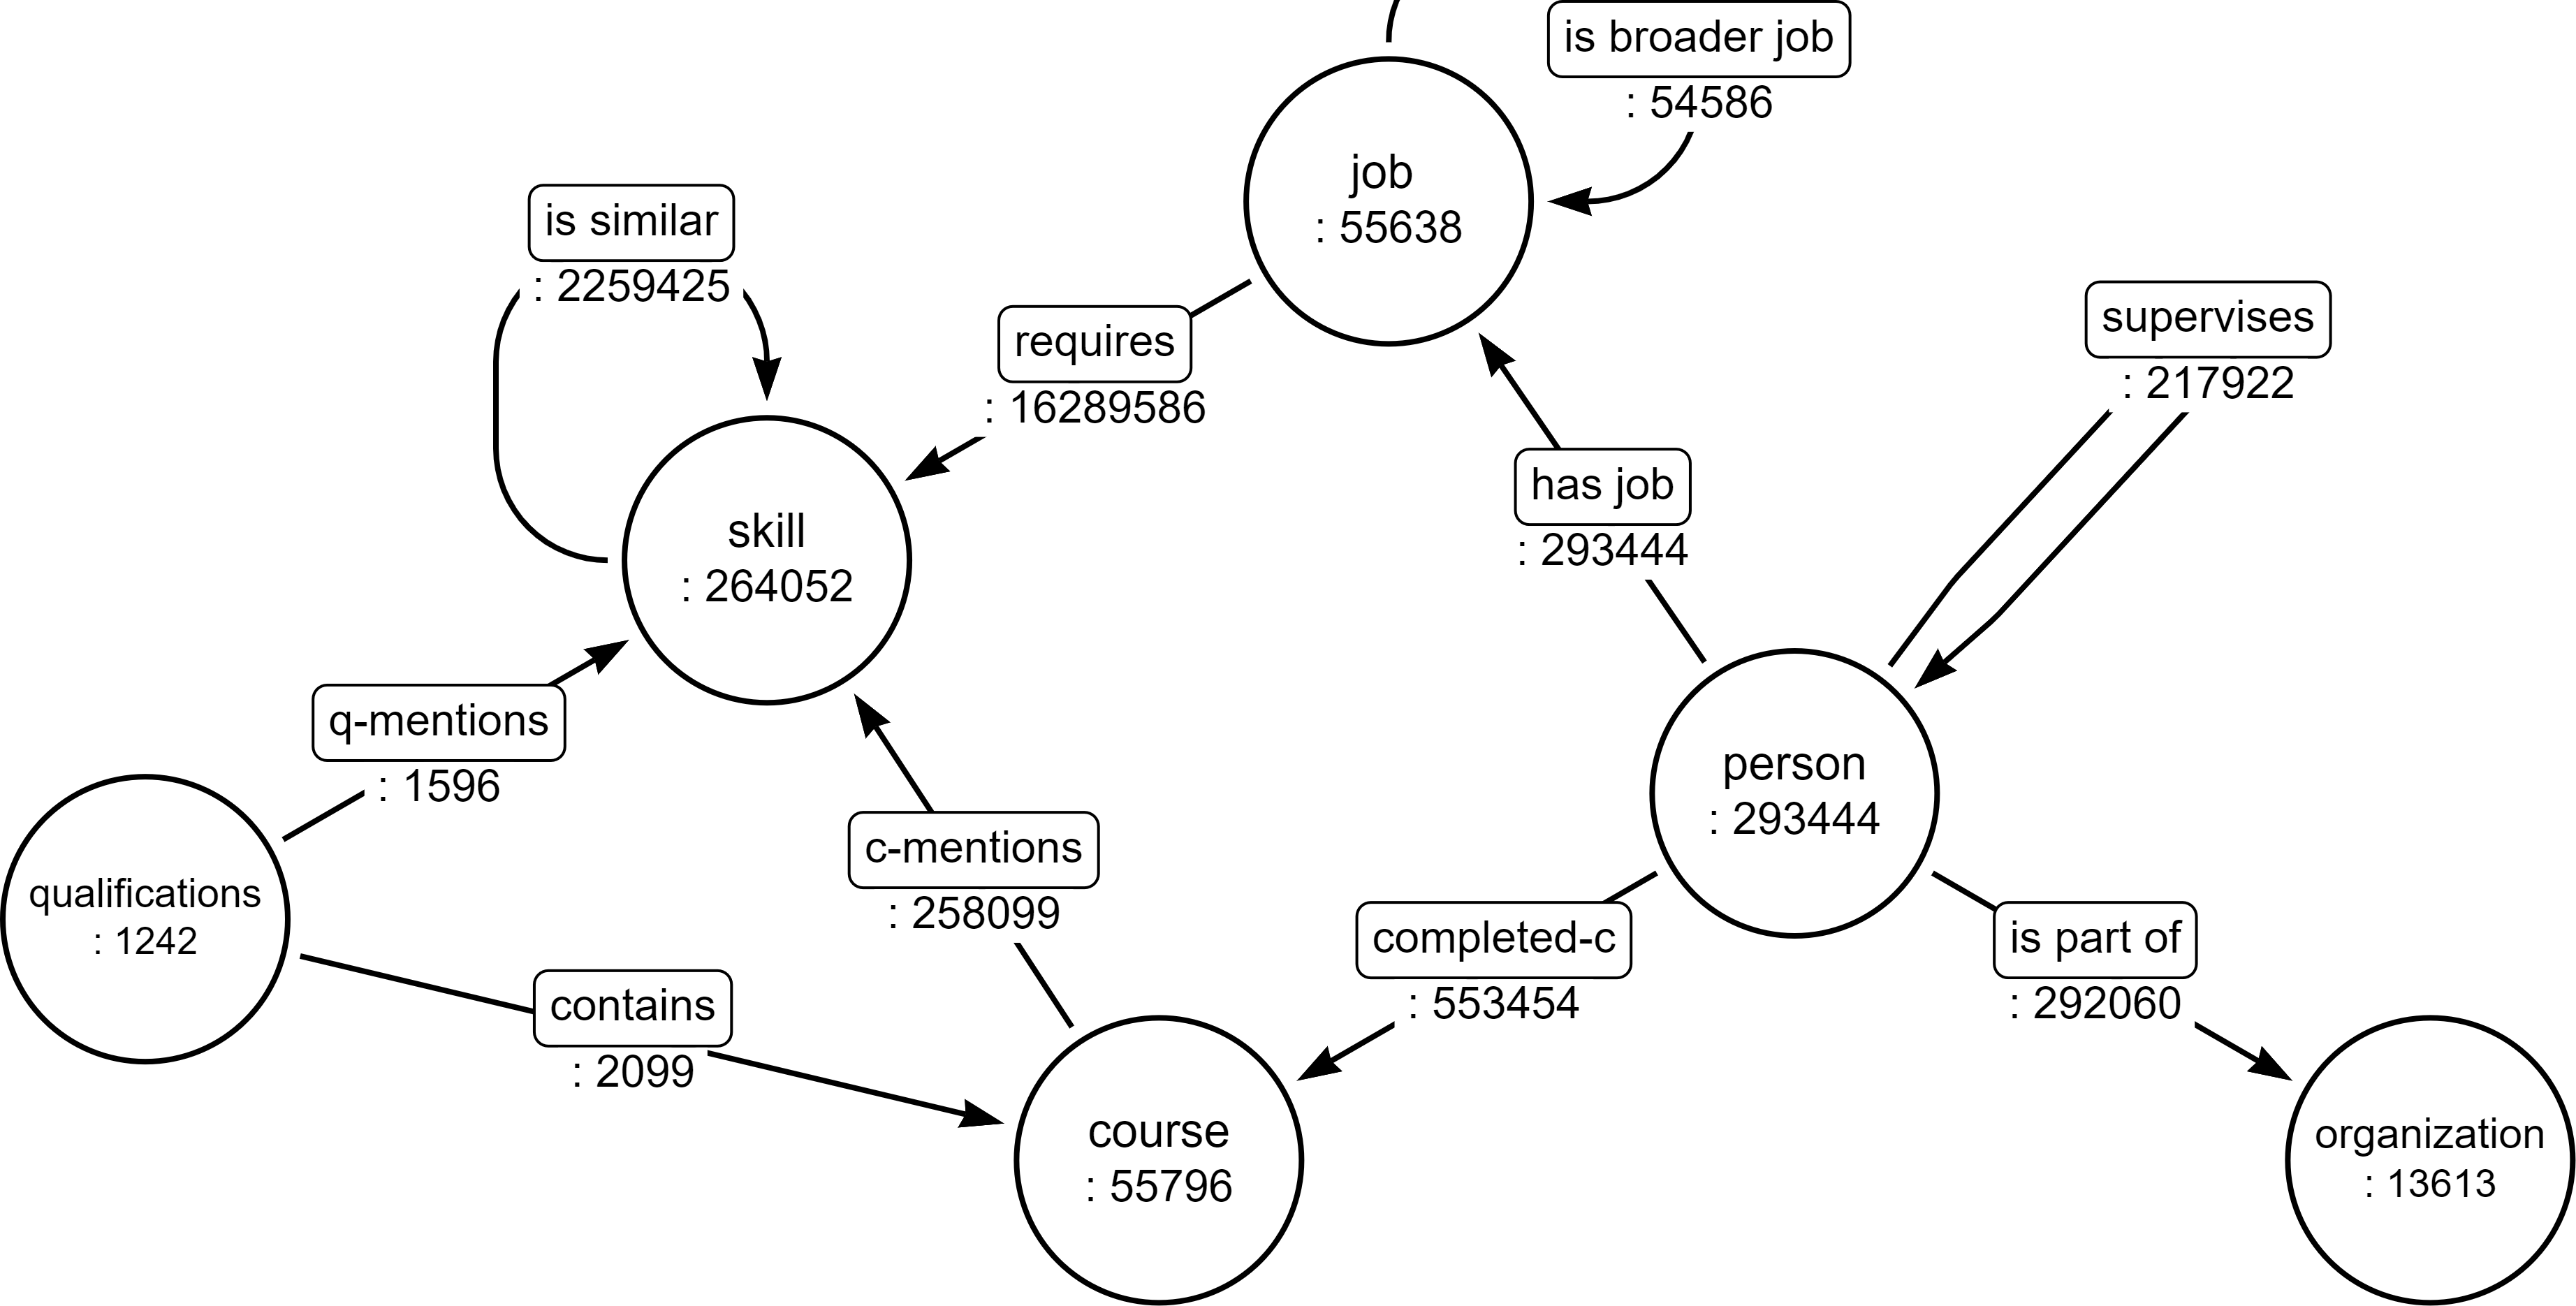 is broader job
: 54586
job
: 55638
is similar
: 2259425
requires
: 16289586
supervises
: 217922
has job
: 293444
skill
: 264052
q-mentions
: 1596
person
: 293444
c-mentions
: 258099
qualifications
: 1242
completed-c
: 553454
is part of
: 292060
contains
: 2099
course
: 55796
organization
: 13613